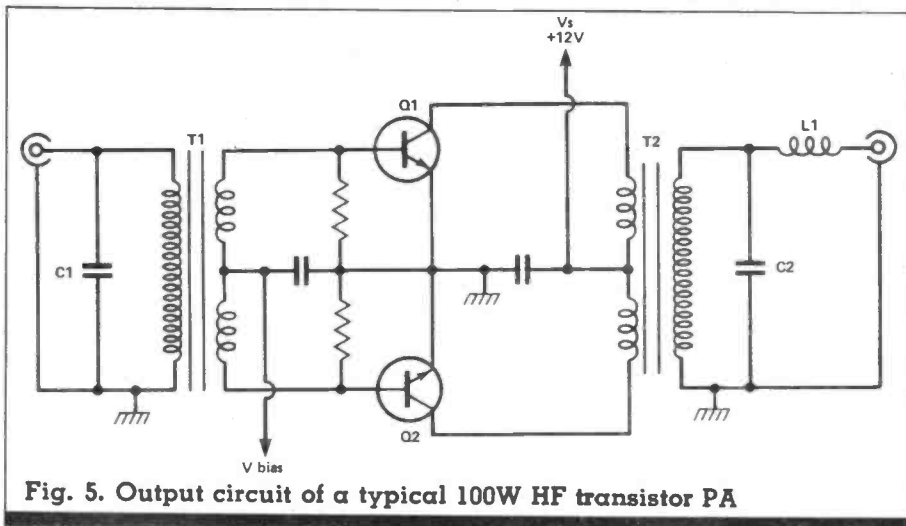 Vs
+12V
Q1
T1
T2
L1
C1
C2
Q2
V bias
Fig. 5. Output circuit of a typical 100W HF transistor PA